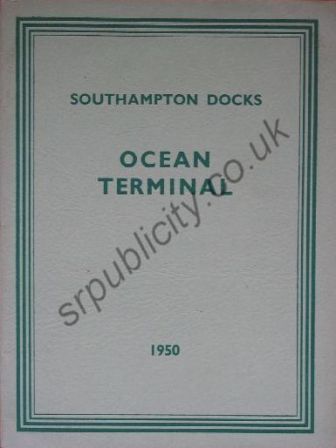 SOUTHAMPTON DOCKS
OCEAN
TERMINAL
srpublicity.co.uk
1950